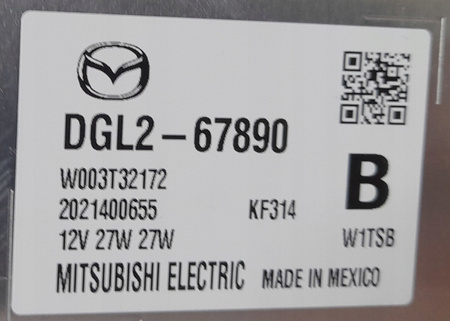 DGL2-67890
W003T32172
2021400655 KF314 B
12V 27W 27W W1TSB
MITSUBISHI ELECTRIC MADE IN MEXICO